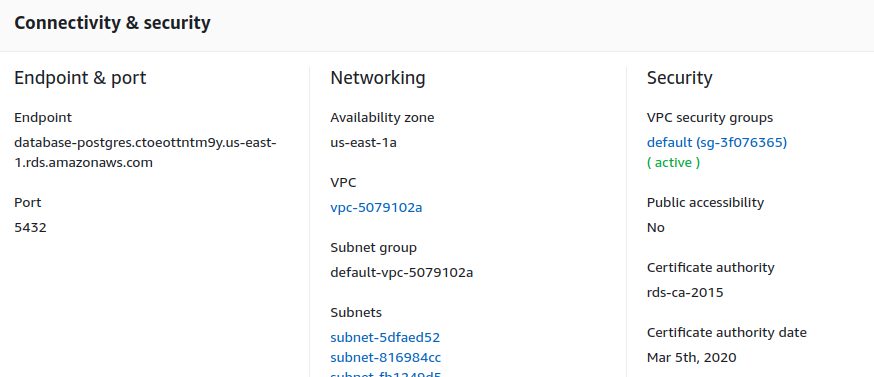 Connectivity & security
Endpoint & port
Endpoint
database-postgres.ctoeottntm9y.us-east-
1.rds.amazonaws.com
Port
5432
Networking
Availability zone
us-east-1a
VPC
vpc-5079102a
Subnet group
default-vpc-5079102a
Subnets
subnet-5dfaed52
subnet-816984cc
Security
VPC security groups
default (sg-3f076365)
( active )
Public accessibility
No
Certificate authority
rds-ca-2015
Certificate authority date
Mar 5th, 2020